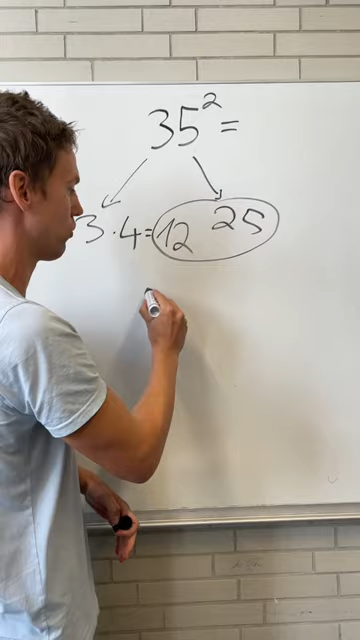 35² =
3 · 4 = 12 25